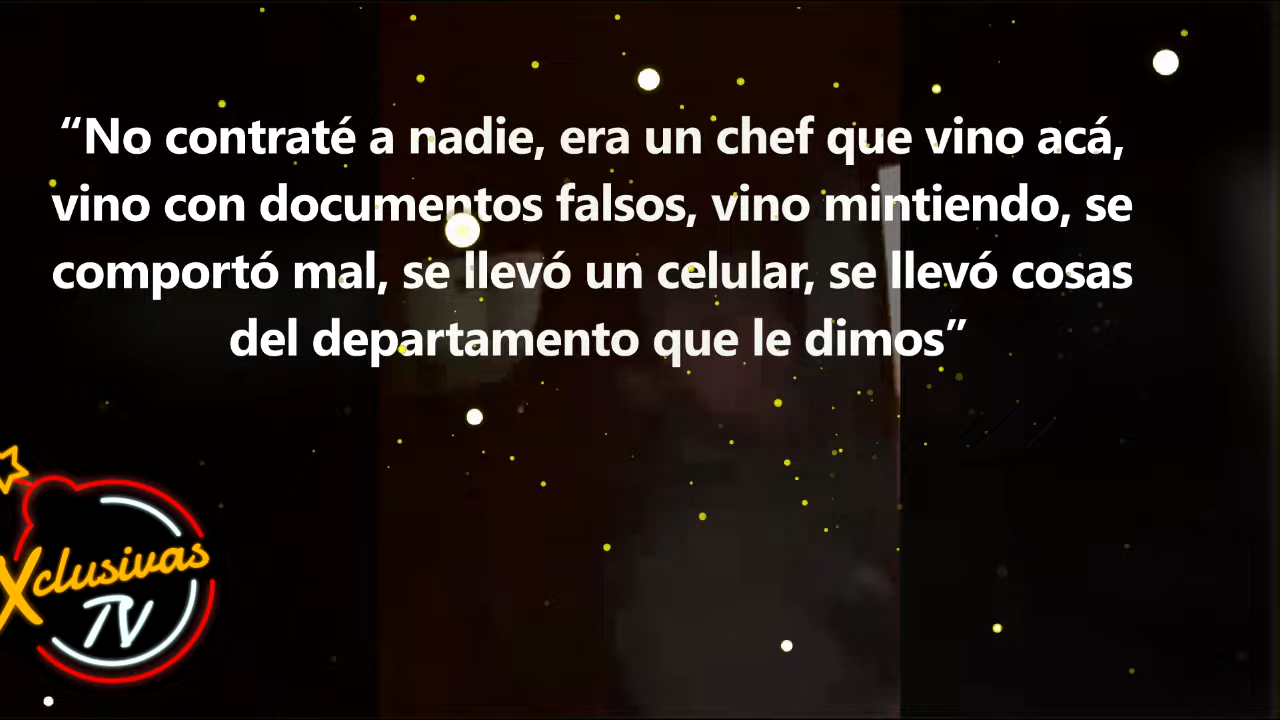 “No contraté a nadie, era un chef que vino acá,
vino con documentos falsos, vino mintiendo, se
comportó mal, se llevó un celular, se llevó cosas
del departamento que le dimos”
Xclusivas
TV